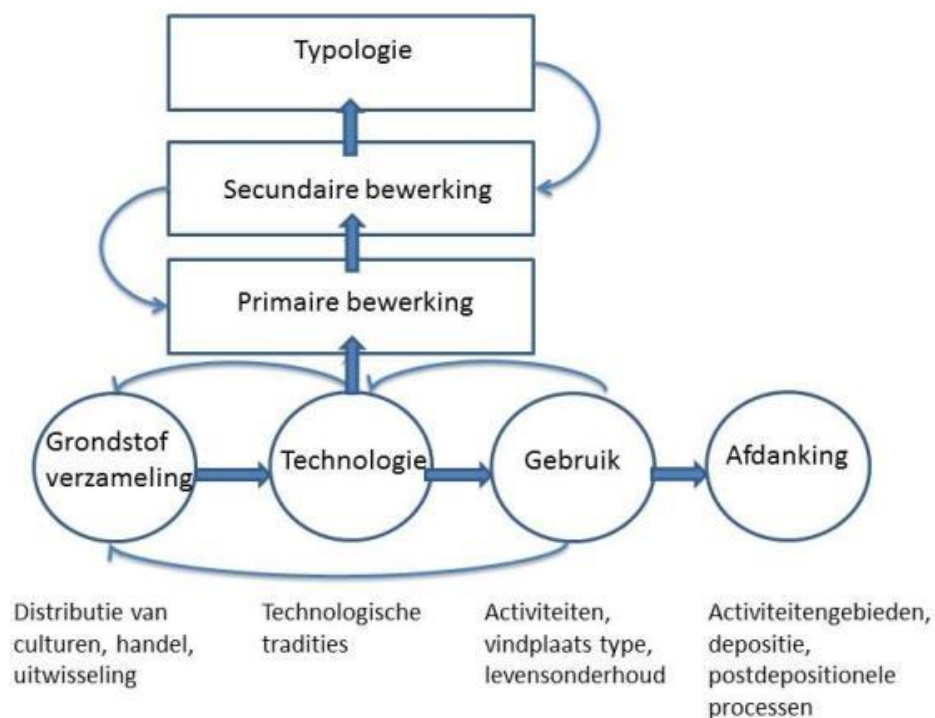 Typologie
Secundaire bewerking
Primaire bewerking
Grondstof
verzameling
Technologie
Gebruik
Afdanking
Distributie van
culturen, handel,
uitwisseling
Technologische
tradities
Activiteiten,
vindplaats type,
levensonderhoud
Activiteitengebieden,
depositie,
postdepositionele
processen